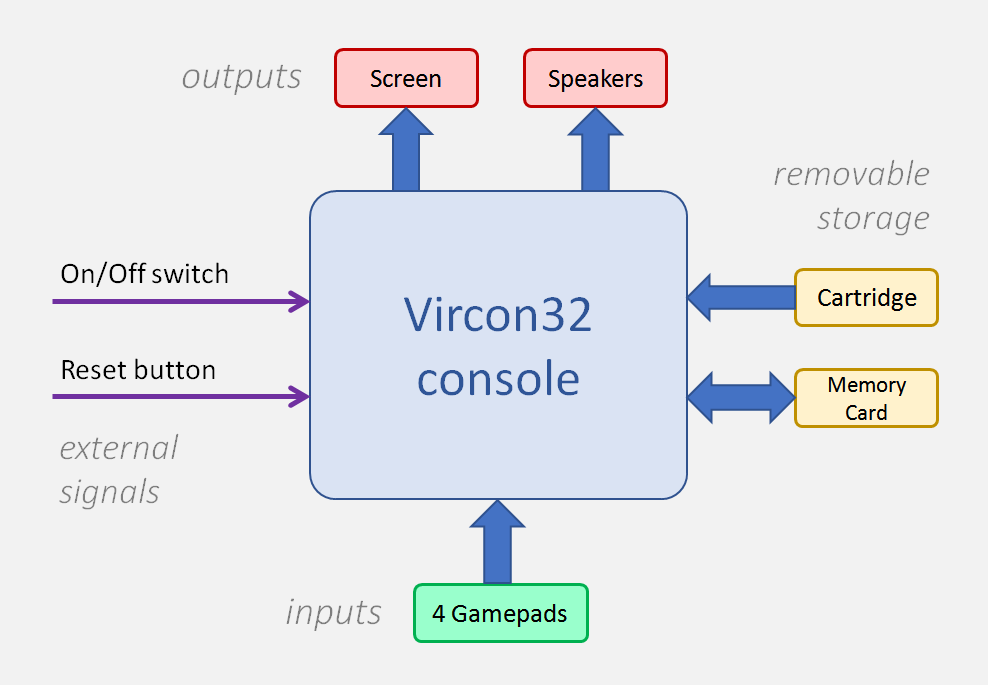 outputs
Screen
Speakers
removable
storage
On/Off switch
Cartridge
Vircon32
console
Reset button
Memory
Card
external
signals
inputs
4 Gamepads